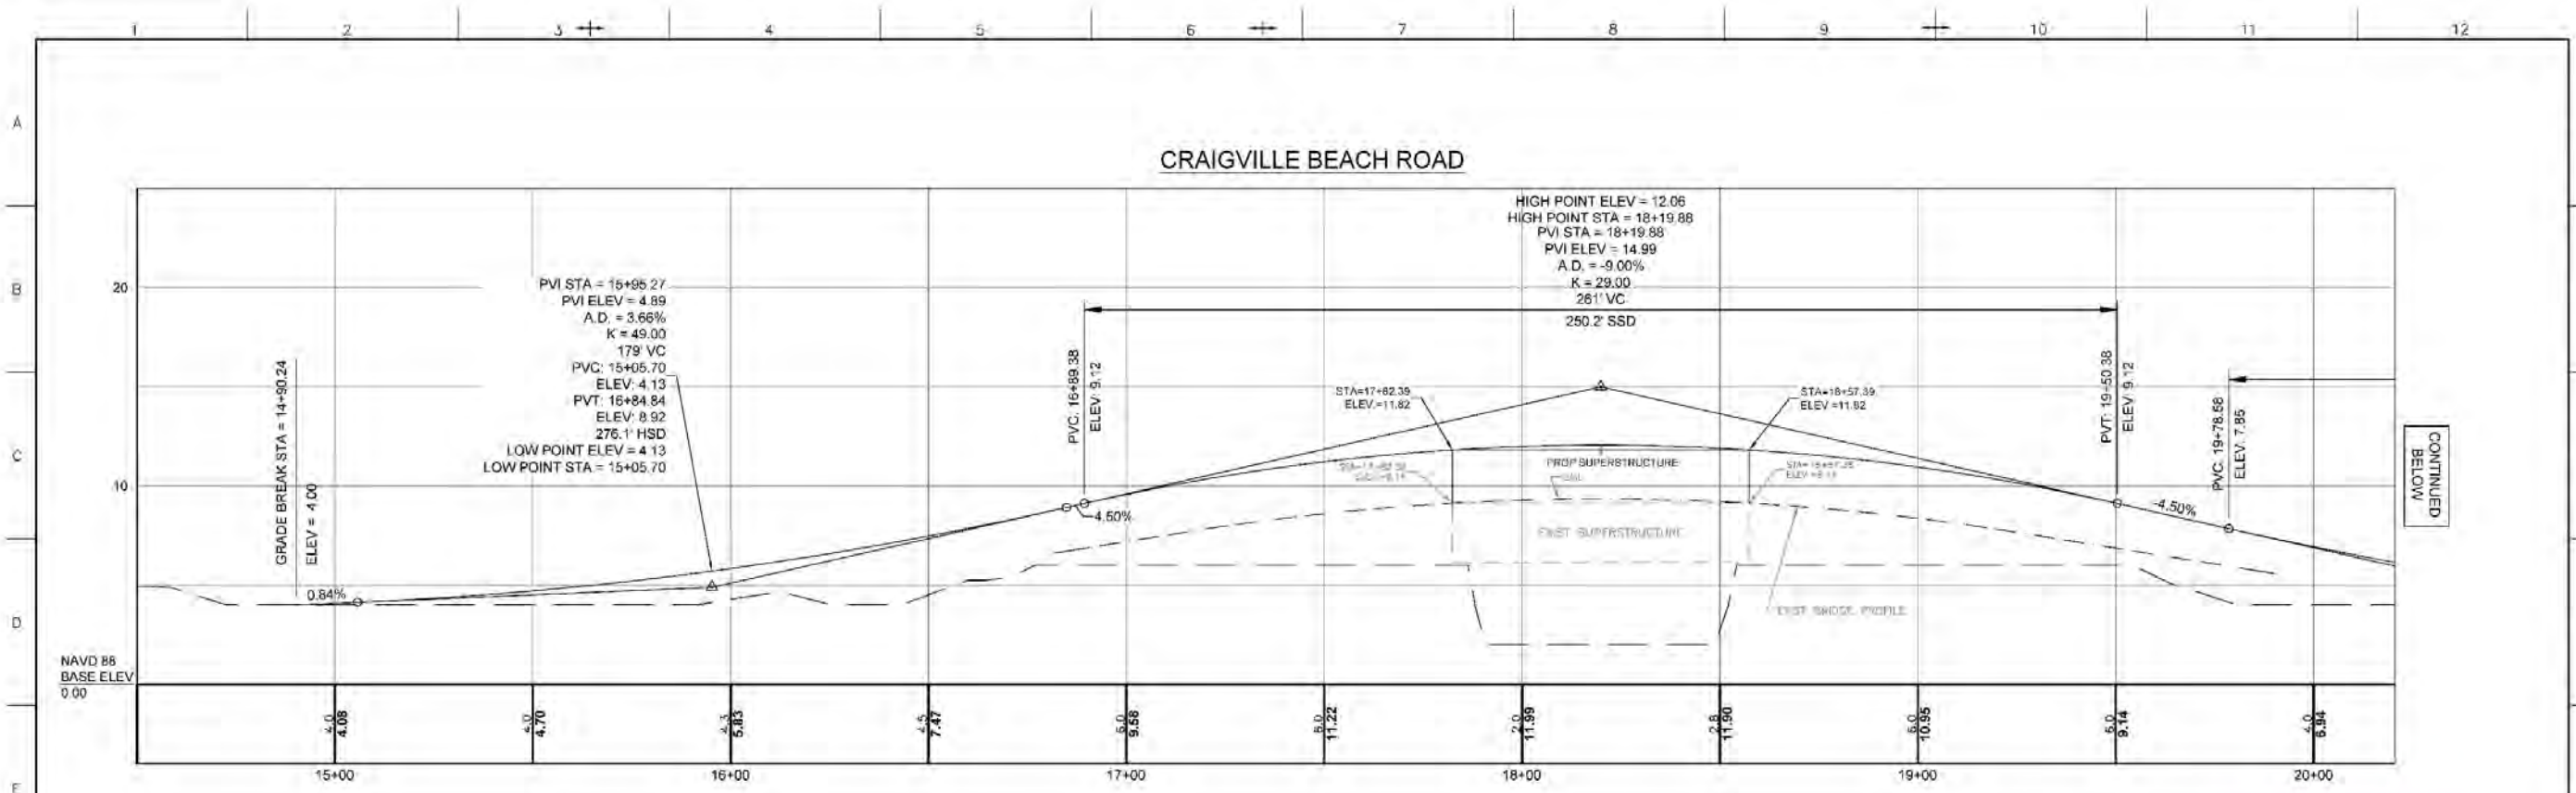 1 2 3 4 5 6 7 8 9 10 11 12
A
B
C
D
E
CRAIGVILLE BEACH ROAD
HIGH POINT ELEV = 12.06
HIGH POINT STA = 18+19.88
PVI STA = 18+19.88
PVI ELEV = 14.99
A.D. = -9.00%
K = 29.00
261' VC
250.2' SSD
PVI STA = 15+95.27
PVI ELEV = 4.89
A.D. = 3.66%
K = 49.00
179' VC
PVC: 15+05.70
ELEV: 4.13
PVT: 16+84.84
ELEV: 8.92
276.1' HSD
LOW POINT ELEV = 4.13
LOW POINT STA = 15+05.70
GRADE BREAK STA = 14+90.24
ELEV = 4.00
PVC: 16+89.38
ELEV: 9.12
STA=17+82.39
ELEV.=11.82
STA=18+57.39
ELEV =11.82
PVT: 19+50.38
ELEV: 9.12
PVC: 19+78.58
ELEV: 7.85
CONTINUED
BELOW
PROP SUPERSTRUCTURE
EXIST SUPERSTRUCTURE
EXIST BRIDGE PROFILE
0.84%
4.50%
-4.50%
20
10
NAVD 88
BASE ELEV
0.00
4.0 4.08
4.0 4.70
4.3 5.83
4.5 7.47
6.0 9.58
6.0 11.22
2.0 11.99
2.8 11.90
6.0 10.95
6.0 9.14
4.0 6.94
15+00 16+00 17+00 18+00 19+00 20+00